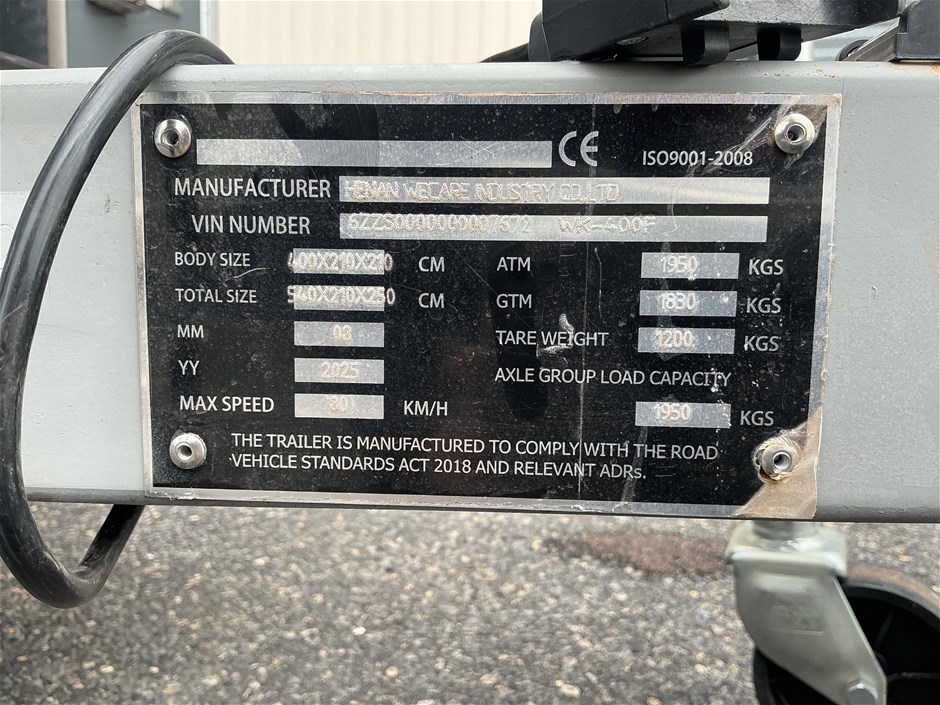 CE ISO9001-2008
MANUFACTURER HENAN WECARE INDUSTRY CO.,LTD
VIN NUMBER 6ZZS0000000007672 WK-400F
BODY SIZE 400X210X210 CM ATM 1950 KGS
TOTAL SIZE 540X210X250 CM GTM 1830 KGS
MM 08 TARE WEIGHT 1200 KGS
YY 2025 AXLE GROUP LOAD CAPACITY
MAX SPEED 80 KM/H 1950 KGS
THE TRAILER IS MANUFACTURED TO COMPLY WITH THE ROAD
VEHICLE STANDARDS ACT 2018 AND RELEVANT ADRs.